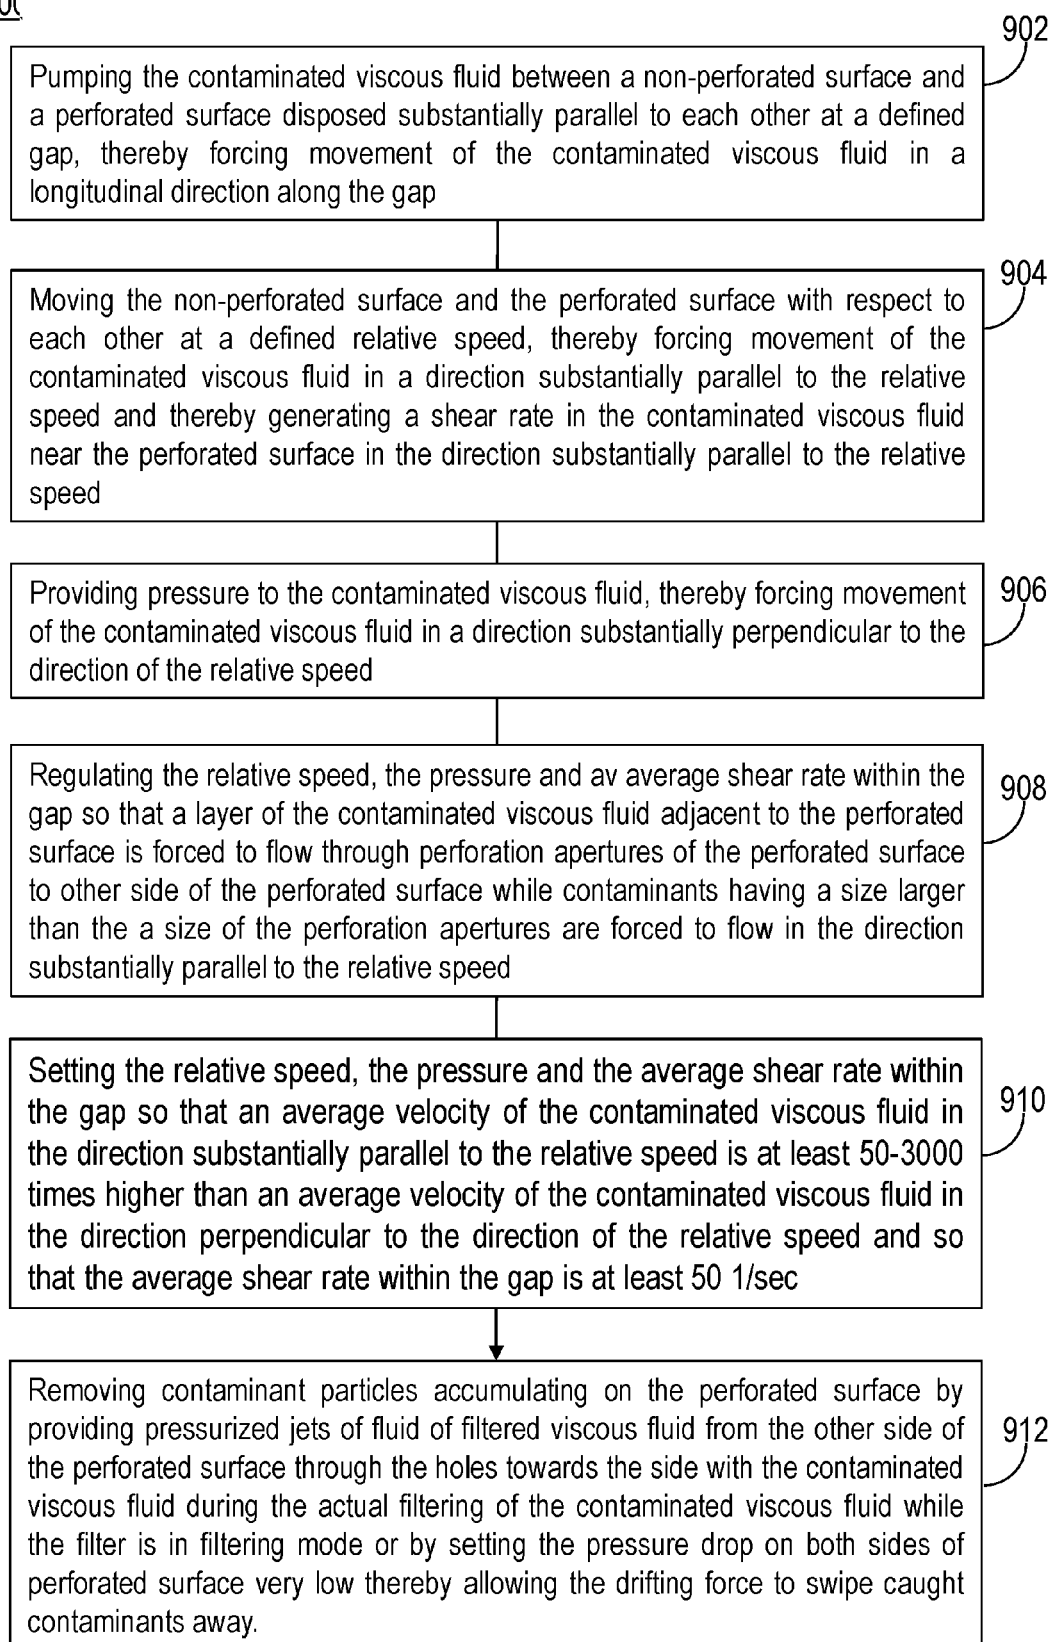 902
Pumping the contaminated viscous fluid between a non-perforated surface and
a perforated surface disposed substantially parallel to each other at a defined
gap, thereby forcing movement of the contaminated viscous fluid in a
longitudinal direction along the gap
904
Moving the non-perforated surface and the perforated surface with respect to
each other at a defined relative speed, thereby forcing movement of the
contaminated viscous fluid in a direction substantially parallel to the relative
speed and thereby generating a shear rate in the contaminated viscous fluid
near the perforated surface in the direction substantially parallel to the relative
speed
906
Providing pressure to the contaminated viscous fluid, thereby forcing movement
of the contaminated viscous fluid in a direction substantially perpendicular to the
direction of the relative speed
908
Regulating the relative speed, the pressure and av average shear rate within the
gap so that a layer of the contaminated viscous fluid adjacent to the perforated
surface is forced to flow through perforation apertures of the perforated surface
to other side of the perforated surface while contaminants having a size larger
than the a size of the perforation apertures are forced to flow in the direction
substantially parallel to the relative speed
910
Setting the relative speed, the pressure and the average shear rate within
the gap so that an average velocity of the contaminated viscous fluid in
the direction substantially parallel to the relative speed is at least 50-3000
times higher than an average velocity of the contaminated viscous fluid in
the direction perpendicular to the direction of the relative speed and so
that the average shear rate within the gap is at least 50 1/sec
912
Removing contaminant particles accumulating on the perforated surface by
providing pressurized jets of fluid of filtered viscous fluid from the other side of
the perforated surface through the holes towards the side with the contaminated
viscous fluid during the actual filtering of the contaminated viscous fluid while
the filter is in filtering mode or by setting the pressure drop on both sides of
perforated surface very low thereby allowing the drifting force to swipe caught
contaminants away.